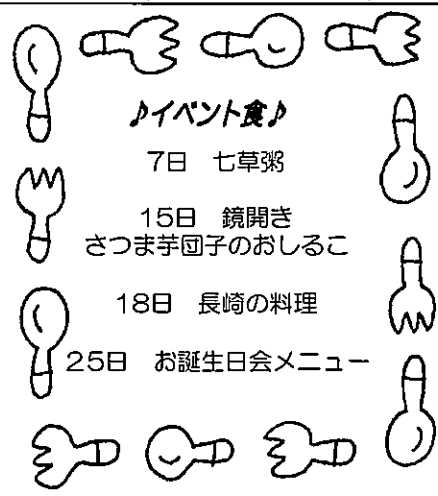 ♪イベント食♪
7日 七草粥
15日 鏡開き
さつま芋団子のおしるこ
18日 長崎の料理
25日 お誕生日会メニュー